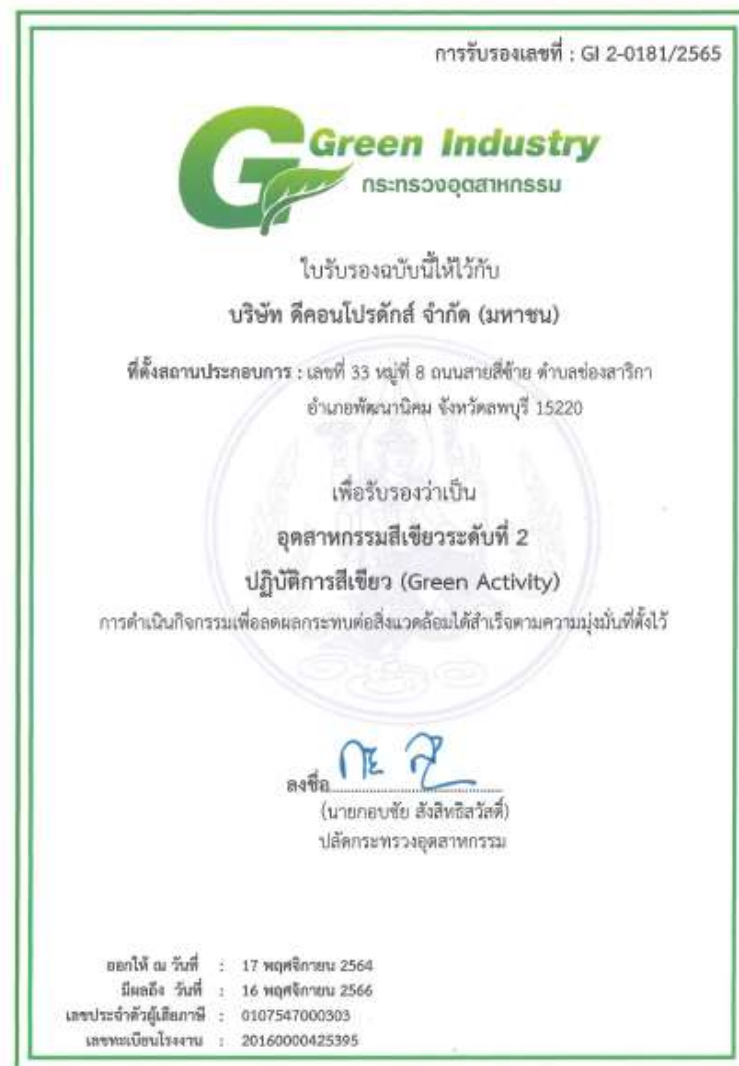 การรับรองเลขที่ : GI 2-0181/2565
Green Industry
กระทรวงอุตสาหกรรม
ใบรับรองฉบับนี้ให้ไว้กับ
บริษัท ดีคอนโปรดักส์ จำกัด (มหาชน)
ที่ตั้งสถานประกอบการ : เลขที่ 33 หมู่ที่ 8 ถนนสายสี่ซ้าย ตำบลช่องสาริกา
อำเภอพัฒนานิคม จังหวัดลพบุรี 15220
เพื่อรับรองว่าเป็น
อุตสาหกรรมสีเขียวระดับที่ 2
ปฏิบัติการสีเขียว (Green Activity)
การดำเนินกิจกรรมเพื่อลดผลกระทบต่อสิ่งแวดล้อมได้สำเร็จตามความมุ่งมั่นที่ตั้งไว้
ลงชื่อ
(นายกอบชัย สังสิทธิสวัสดิ์)
ปลัดกระทรวงอุตสาหกรรม
ออกให้ ณ วันที่ : 17 พฤศจิกายน 2564
มีผลถึง วันที่ : 16 พฤศจิกายน 2566
เลขประจำตัวผู้เสียภาษี : 0107547000303
เลขทะเบียนโรงงาน : 20160000425395